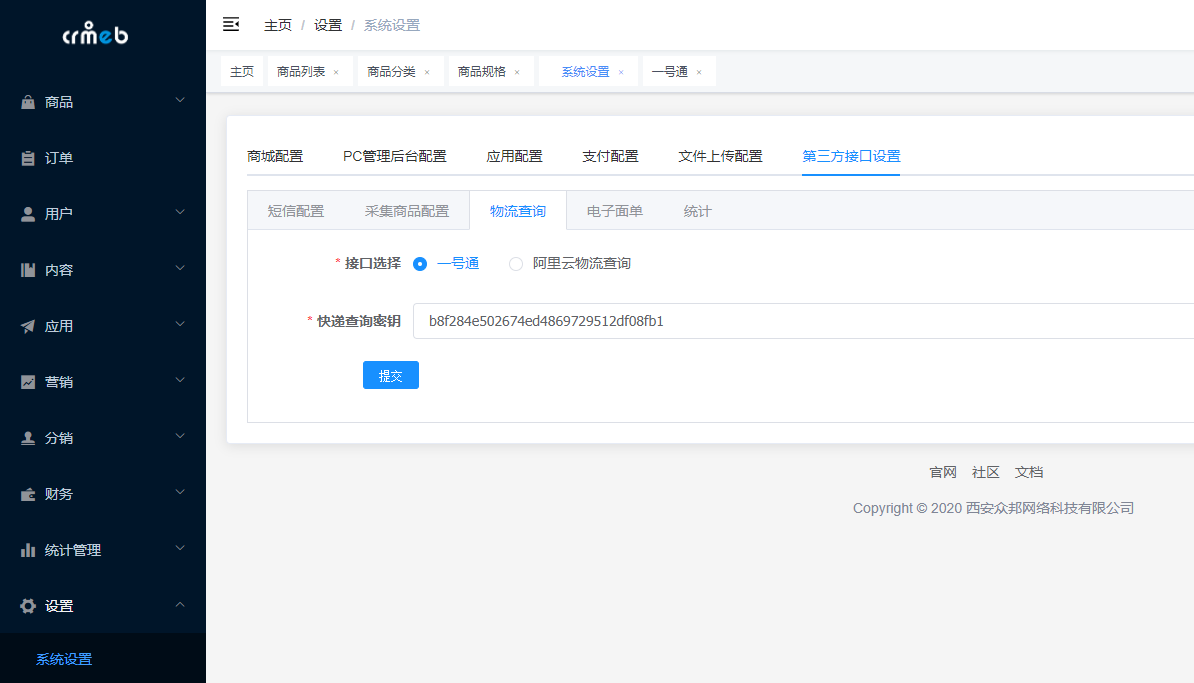 crmeb
商品
订单
用户
内容
应用
营销
分销
财务
统计管理
设置
系统设置
主页 / 设置 / 系统设置
主页 商品列表 × 商品分类 × 商品规格 × 系统设置 × 一号通 ×
商城配置 PC管理后台配置 应用配置 支付配置 文件上传配置 第三方接口设置
短信配置 采集商品配置 物流查询 电子面单 统计
* 接口选择 一号通 阿里云物流查询
* 快递查询密钥 b8f284e502674ed4869729512df08fb1
提交
官网 社区 文档
Copyright © 2020 西安众邦网络科技有限公司